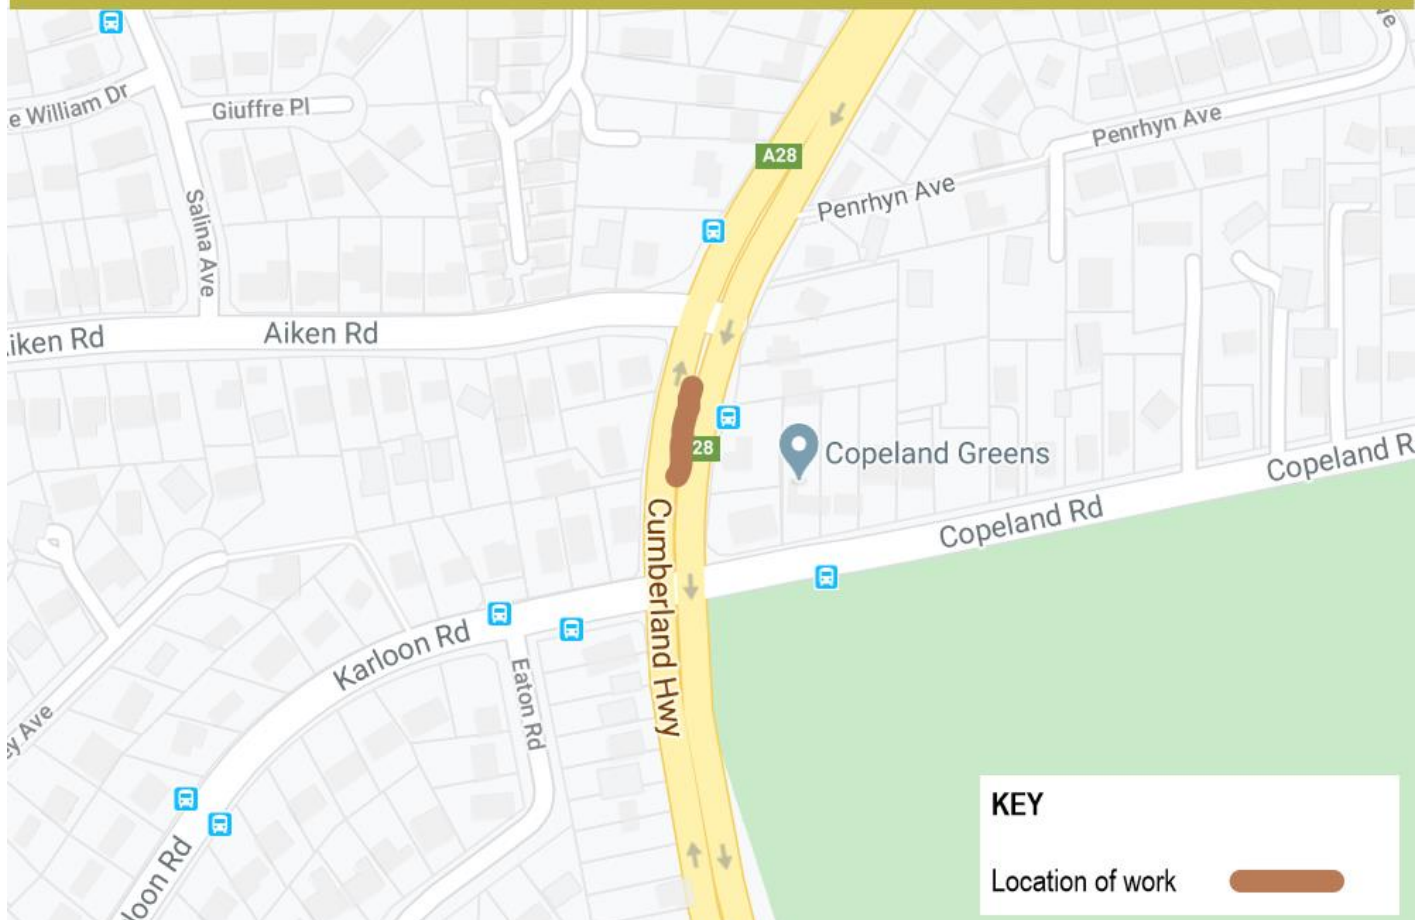 e William Dr
Giuffre Pl
A28
Penrhyn Ave
Penrhyn Ave
Salina Ave
iken Rd
Aiken Rd
28
Copeland Greens
Copeland R
Copeland Rd
Cumberland Hwy
Karloon Rd
Eaton Rd
y Ave
loon Rd
KEY
Location of work